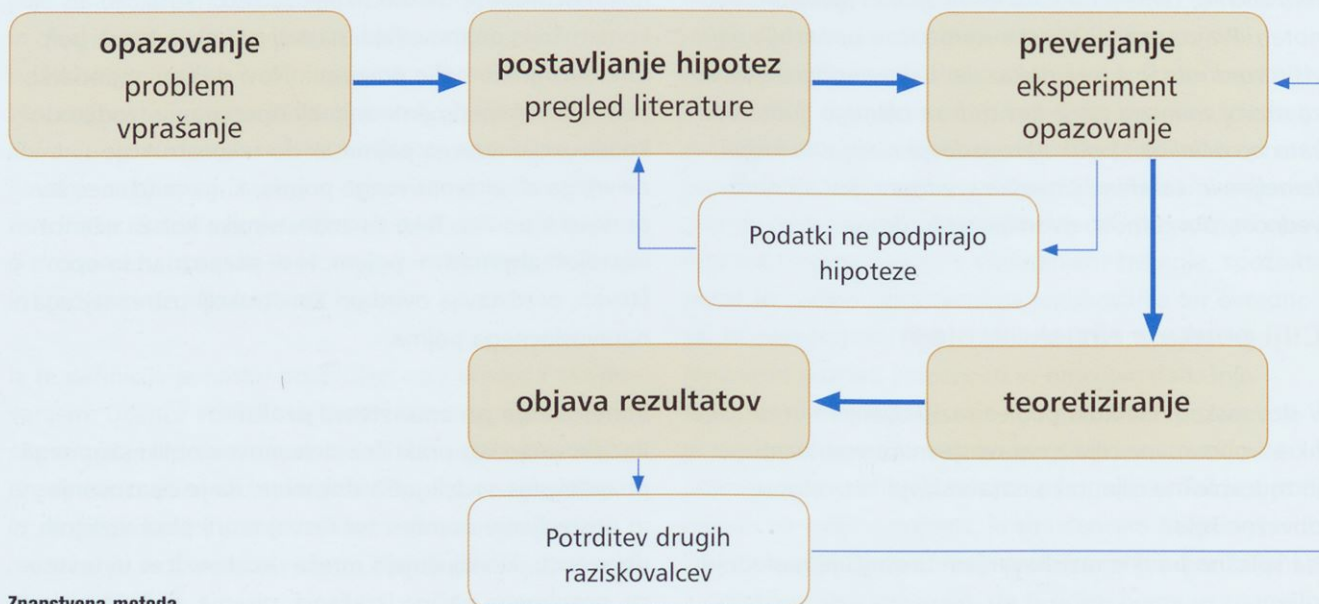 opazovanje
problem
vprašanje
postavljanje hipotez
pregled literature
preverjanje
eksperiment
opazovanje
Podatki ne podpirajo
hipoteze
teoretiziranje
objava rezultatov
Potrditev drugih
raziskovalcev
Znanstvena metoda